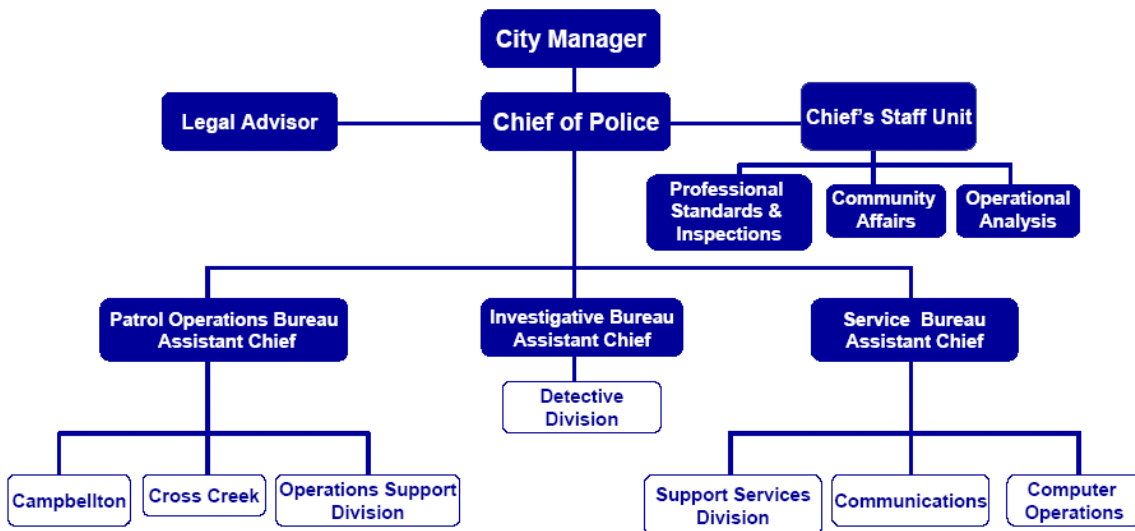 City Manager
Legal Advisor
Chief of Police
Chief's Staff Unit
Professional
Standards &
Inspections
Community
Affairs
Operational
Analysis
Patrol Operations Bureau
Assistant Chief
Investigative Bureau
Assistant Chief
Service Bureau
Assistant Chief
Detective
Division
Campbellton
Cross Creek
Operations Support
Division
Support Services
Division
Communications
Computer
Operations